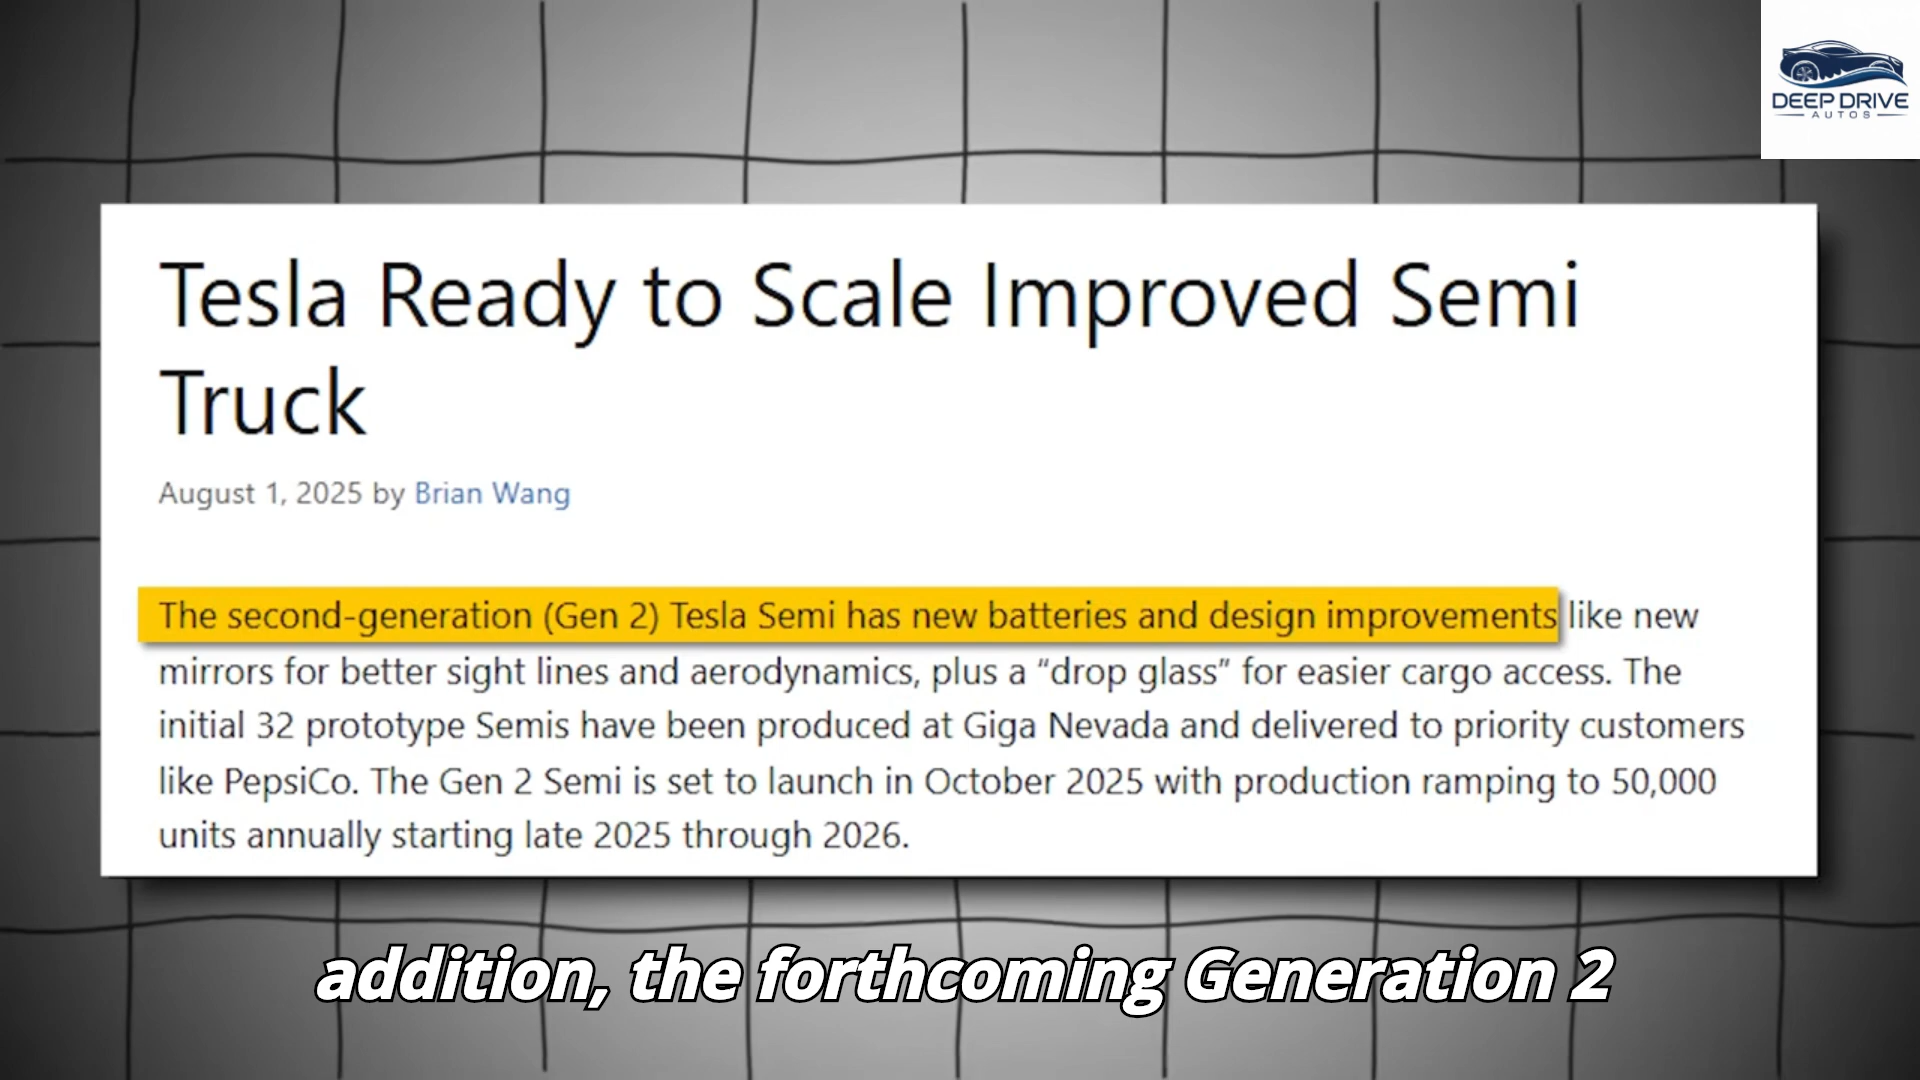 DEEP DRIVE
AUTOS
Tesla Ready to Scale Improved Semi
Truck
August 1, 2025 by Brian Wang
The second-generation (Gen 2) Tesla Semi has new batteries and design improvements like new
mirrors for better sight lines and aerodynamics, plus a “drop glass” for easier cargo access. The
initial 32 prototype Semis have been produced at Giga Nevada and delivered to priority customers
like PepsiCo. The Gen 2 Semi is set to launch in October 2025 with production ramping to 50,000
units annually starting late 2025 through 2026.
addition, the forthcoming Generation 2